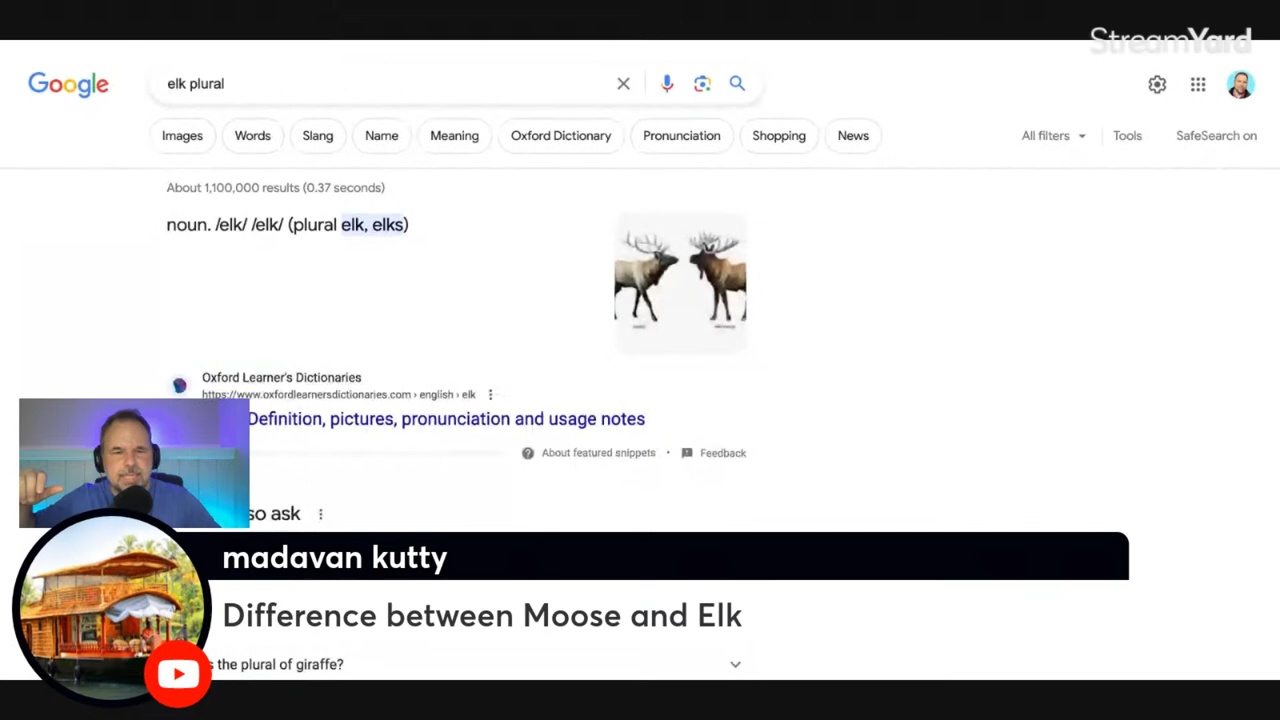 StreamYard
Google
elk plural
Images Words Slang Name Meaning Oxford Dictionary Pronunciation Shopping News All filters Tools SafeSearch on
About 1,100,000 results (0.37 seconds)
noun. /elk/ /elk/ (plural elk, elks)
Oxford Learner's Dictionaries
https://www.oxfordlearnersdictionaries.com › english › elk
Definition, pictures, pronunciation and usage notes
About featured snippets • Feedback
so ask
madavan kutty
Difference between Moose and Elk
the plural of giraffe?